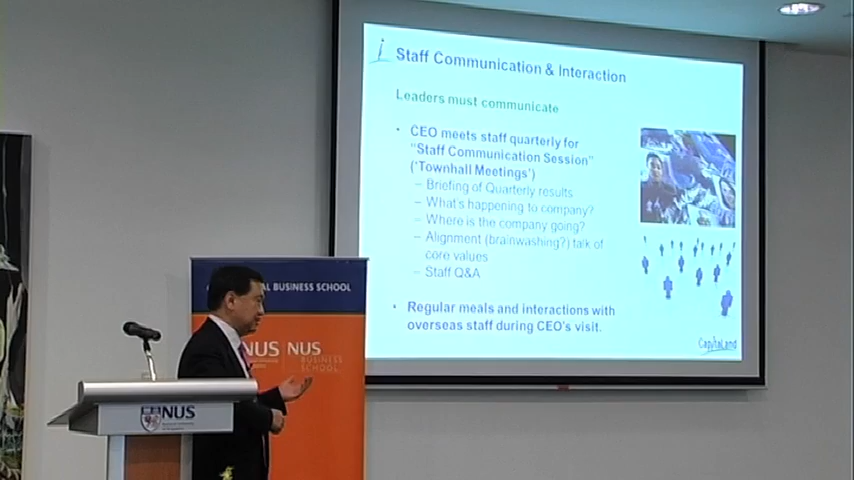 Staff Communication & Interaction
Leaders must communicate
• CEO meets staff quarterly for
"Staff Communication Session"
('Townhall Meetings')
– Briefing of Quarterly results
– What's happening to company?
– Where is the company going?
– Alignment (brainwashing?) talk of
core values
– Staff Q&A
• Regular meals and interactions with
overseas staff during CEO's visit.
CapitaLand
BUSINESS SCHOOL
NUS
NUS
BUSINESS
SCHOOL
NUS